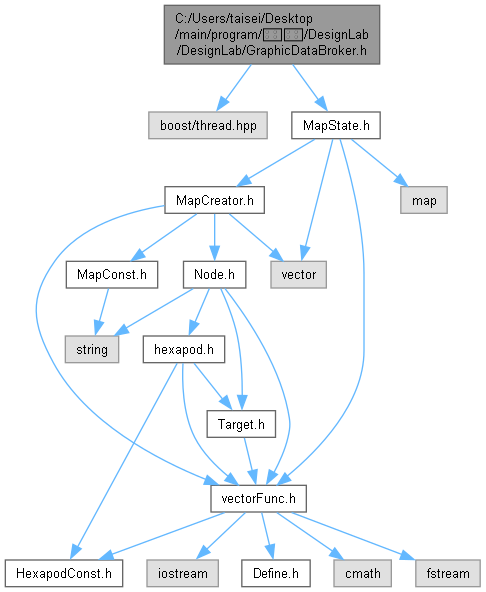 C:/Users/taisei/Desktop
/main/program/ /DesignLab
/DesignLab/GraphicDataBroker.h
boost/thread.hpp
MapState.h
MapCreator.h
map
MapConst.h
Node.h
vector
string
hexapod.h
Target.h
vectorFunc.h
HexapodConst.h
iostream
Define.h
cmath
fstream